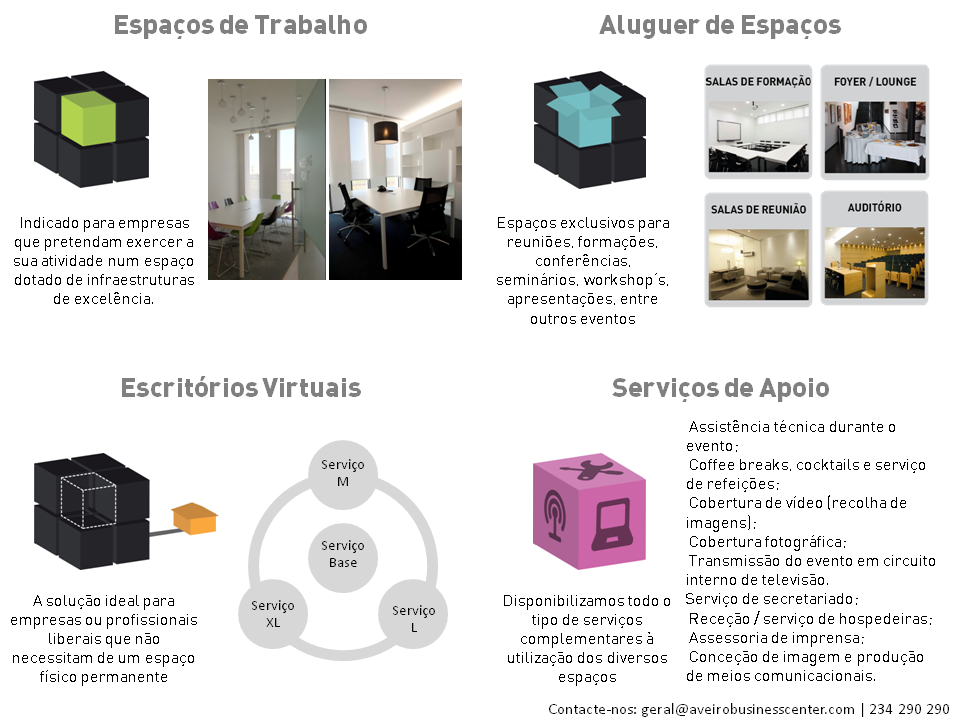 Espaços de Trabalho
Indicado para empresas
que pretendam exercer a
sua atividade num espaço
dotado de infraestruturas
de excelência.
Aluguer de Espaços
Espaços exclusivos para
reuniões, formações,
conferências,
seminários, workshop´s,
apresentações, entre
outros eventos
SALAS DE FORMAÇÃO
FOYER / LOUNGE
SALAS DE REUNIÃO
AUDITÓRIO
Escritórios Virtuais
A solução ideal para
empresas ou profissionais
liberais que não
necessitam de um espaço
físico permanente
Serviço
M
Serviço
Base
Serviço
XL
Serviço
L
Serviços de Apoio
Disponibilizamos todo o
tipo de serviços
complementares à
utilização dos diversos
espaços
Assistência técnica durante o
evento;
Coffee breaks, cocktails e serviço
de refeições;
Cobertura de vídeo (recolha de
imagens);
Cobertura fotográfica;
Transmissão do evento em circuito
interno de televisão.
Serviço de secretariado;
Receção / serviço de hospedeiras;
Assessoria de imprensa;
Conceção de imagem e produção
de meios comunicacionais.
Contacte-nos: geral@aveirobusinesscenter.com | 234 290 290